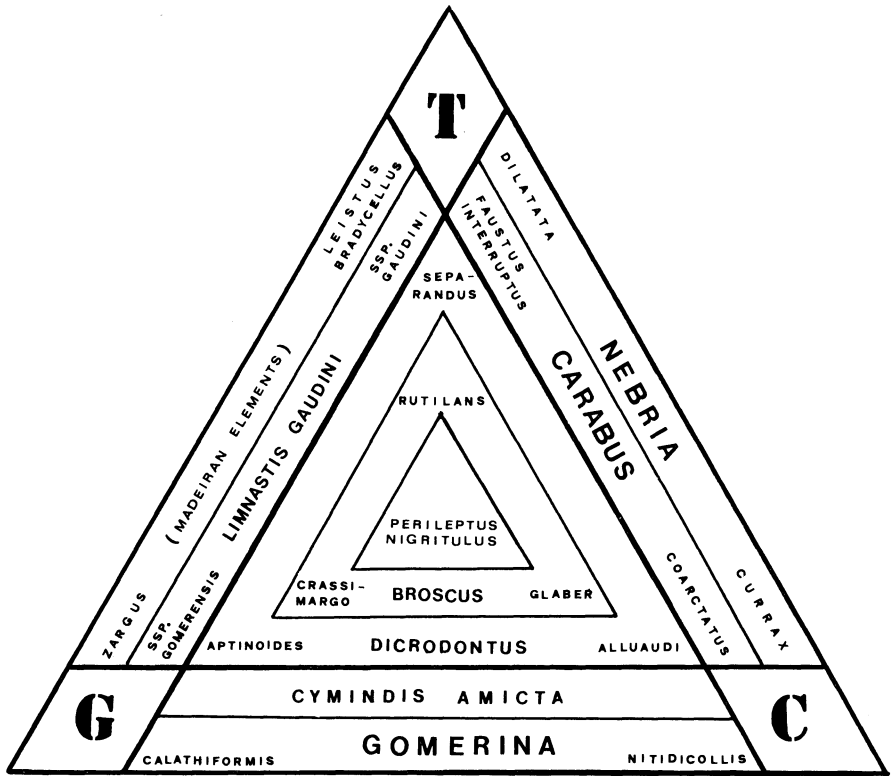 T
LEISTUS
BRADYCELLUS
SSP.
GAUDINI
DILATATA
FAUSTUS
INTERRUPTUS
SEPA-
RANDUS
(MADEIRAN ELEMENTS)
LIMNASTIS GAUDINI
NEBRIA
CARABUS
RUTILANS
PERILEPTUS
NIGRITULUS
CRASSI-
MARGO
BROSCUS
GLABER
ZARGUS
SSP.
GOMERENSIS
COARCTATUS
CURRAX
APTINOIDES
DICRODONTUS
ALLUAUDI
G
CYMINDIS AMICTA
C
CALATHIFORMIS
GOMERINA
NITIDICOLLIS